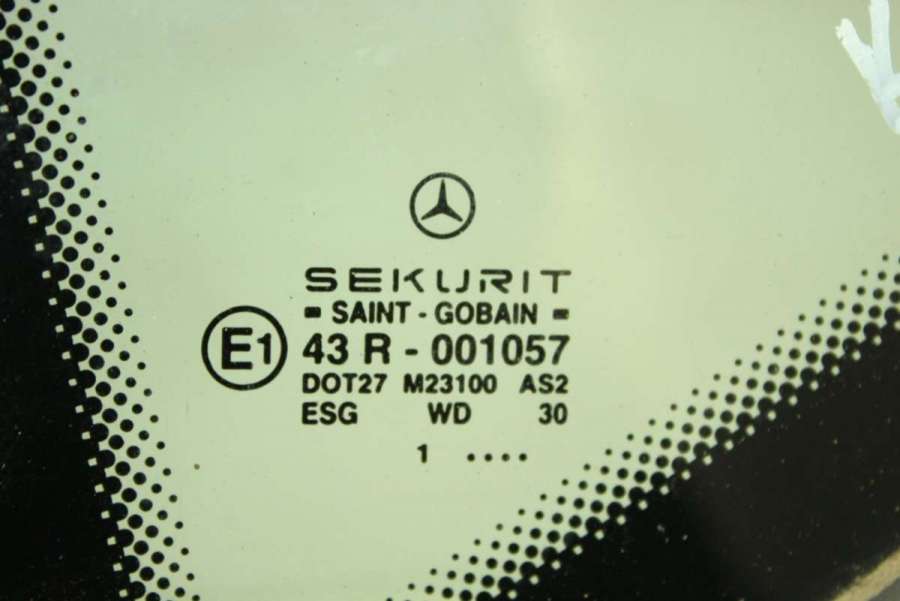 SEKURIT
SAINT - GOBAIN
E1 43 R - 001057
DOT27 M23100 AS2
ESG WD 30
1 ....